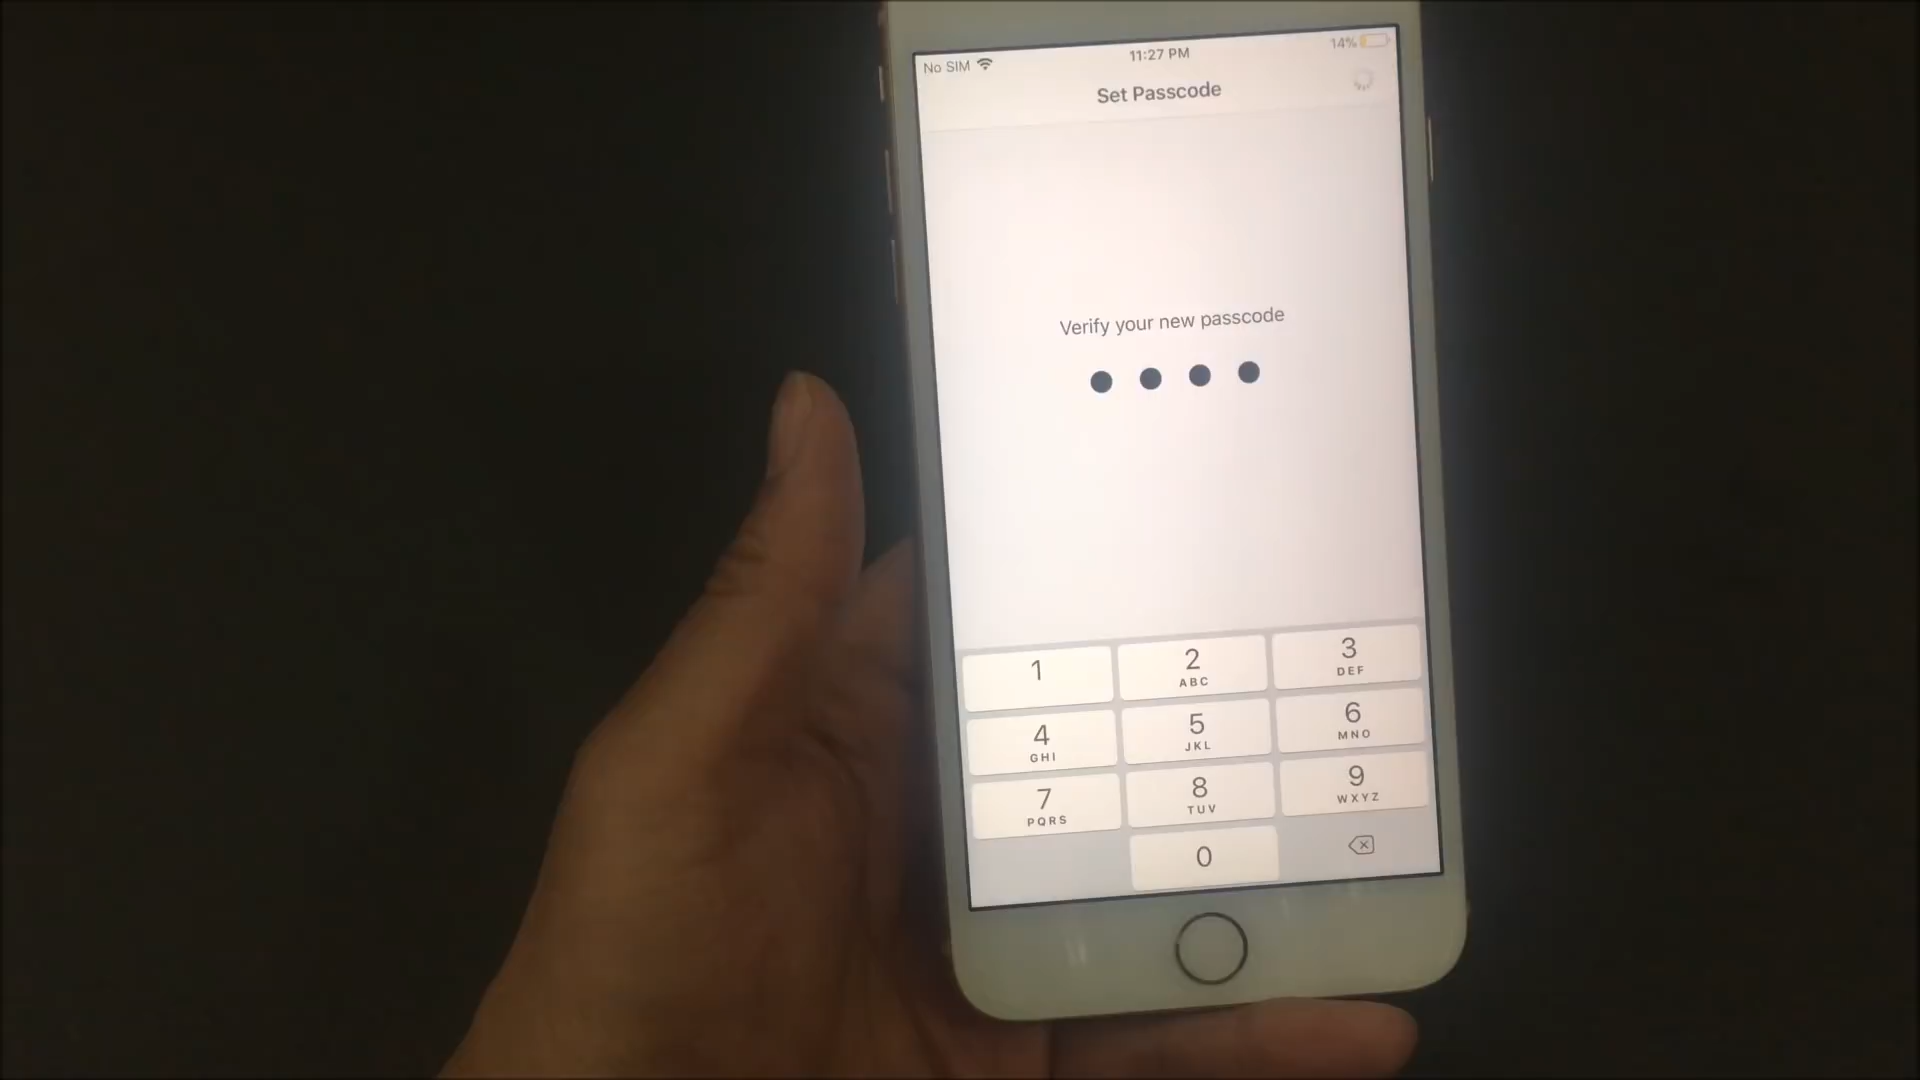 No SIM 11:27 PM 14%
Set Passcode
Verify your new passcode
1 2 3
ABC DEF
4 5 6
GHI JKL MNO
7 8 9
PQRS TUV WXYZ
0